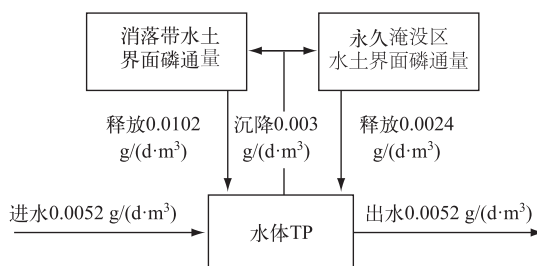 消落带水土
界面磷通量
永久淹没区
水土界面磷通量
释放0.0102
g/(d·m³)
沉降0.003
g/(d·m³)
释放0.0024
g/(d·m³)
进水0.0052 g/(d·m³)
水体TP
出水0.0052 g/(d·m³)